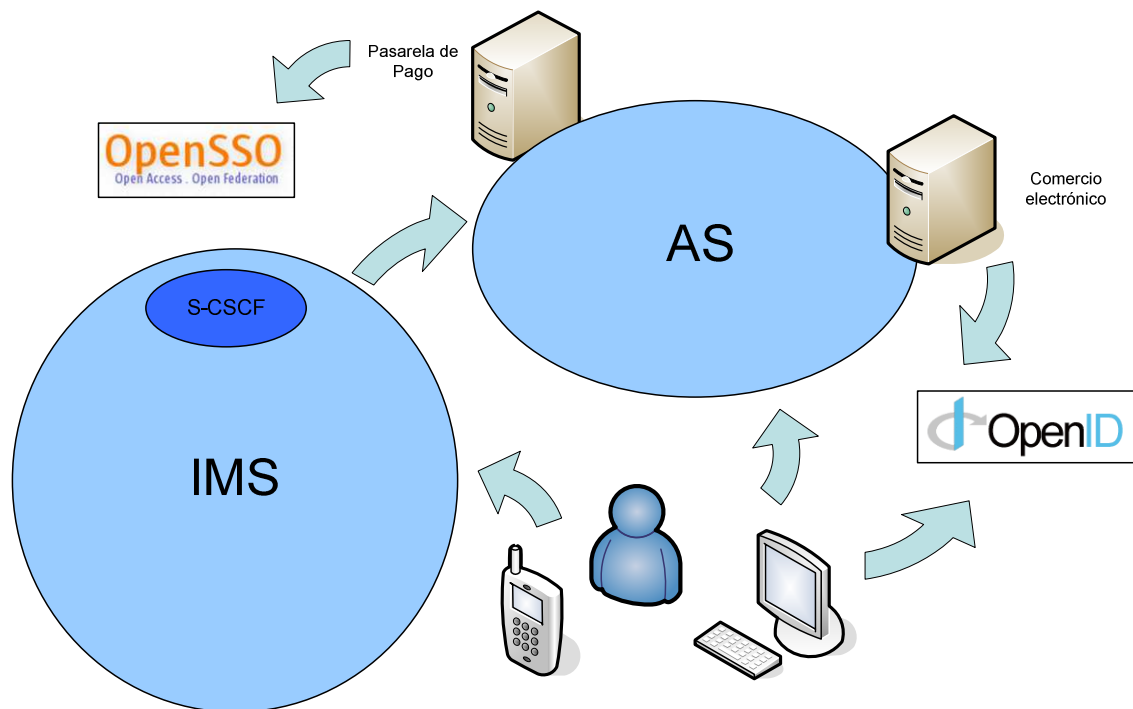 Pasarela de
Pago
OpenSSO
Open Access . Open Federation
Comercio
electrónico
AS
S-CSCF
OpenID
IMS